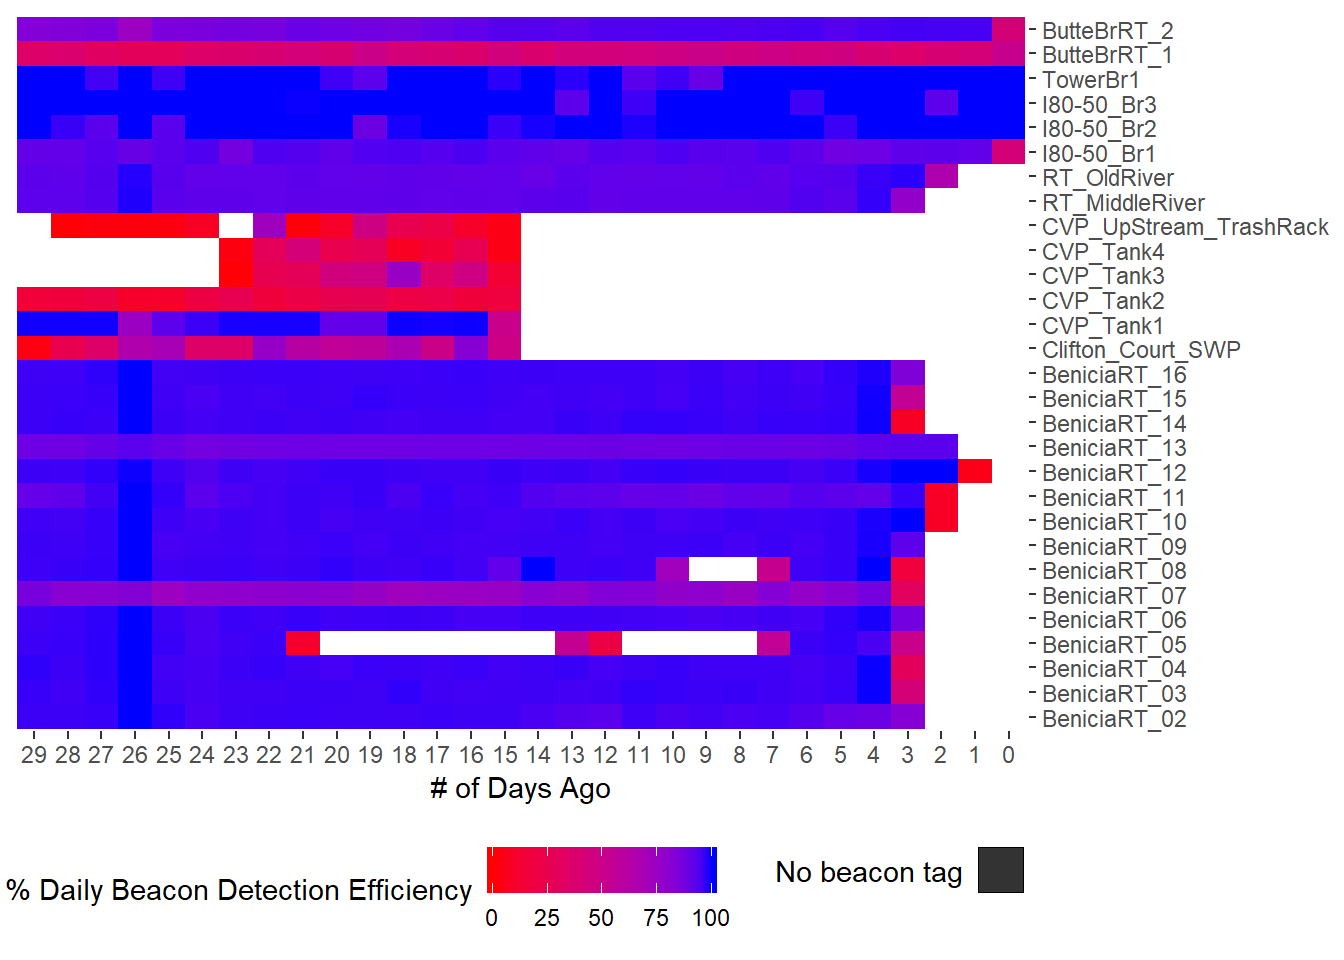 ButteBrRT_2
ButteBrRT_1
TowerBr1
I80-50_Br3
I80-50_Br2
I80-50_Br1
RT_OldRiver
RT_MiddleRiver
CVP_UpStream_TrashRack
CVP_Tank4
CVP_Tank3
CVP_Tank2
CVP_Tank1
Clifton_Court_SWP
BeniciaRT_16
BeniciaRT_15
BeniciaRT_14
BeniciaRT_13
BeniciaRT_12
BeniciaRT_11
BeniciaRT_10
BeniciaRT_09
BeniciaRT_08
BeniciaRT_07
BeniciaRT_06
BeniciaRT_05
BeniciaRT_04
BeniciaRT_03
BeniciaRT_02
29 28 27 26 25 24 23 22 21 20 19 18 17 16 15 14 13 12 11 10 9 8 7 6 5 4 3 2 1 0
# of Days Ago
% Daily Beacon Detection Efficiency
0 25 50 75 100
No beacon tag